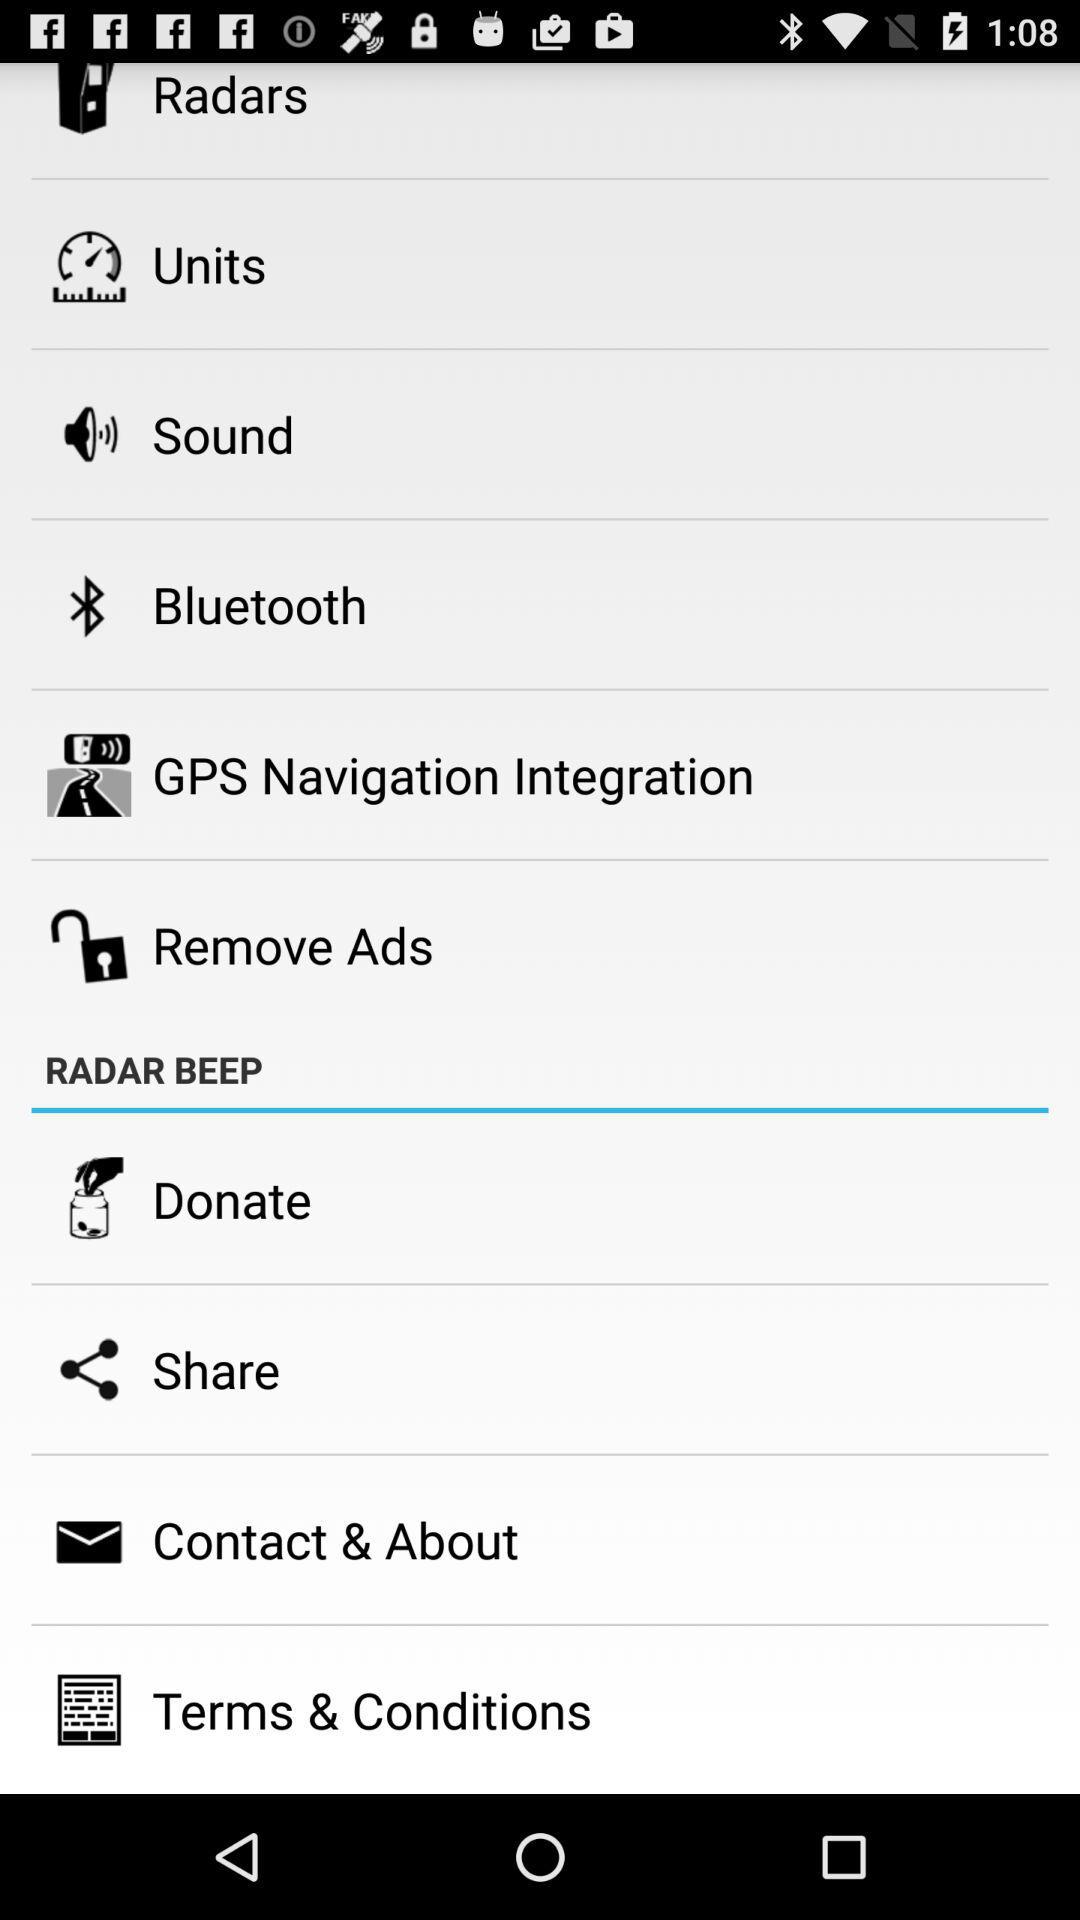 FAKE
1:08
Radars
Units
Sound
Bluetooth
GPS Navigation Integration
Remove Ads
RADAR BEEP
Donate
Share
Contact & About
Terms & Conditions